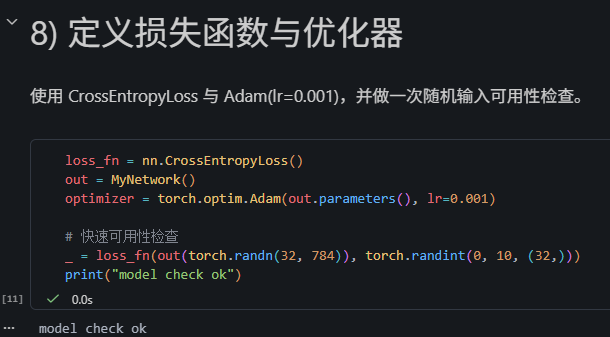 8) 定义损失函数与优化器
使用 CrossEntropyLoss 与 Adam(lr=0.001)，并做一次随机输入可用性检查。
loss_fn = nn.CrossEntropyLoss()
out = MyNetwork()
optimizer = torch.optim.Adam(out.parameters(), lr=0.001)
# 快速可用性检查
_ = loss_fn(out(torch.randn(32, 784)), torch.randint(0, 10, (32,)))
print("model check ok")
[11]
0.0s
model check ok